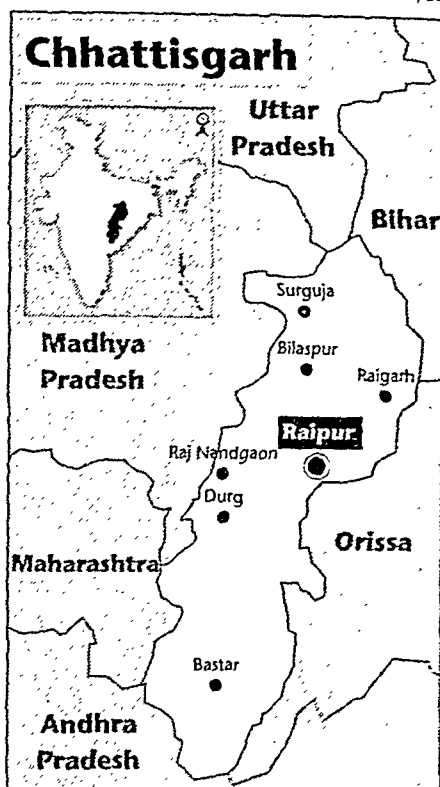 Chhattisgarh
Uttar
Pradesh
Bihar
Surguja
Madhya
Pradesh
Bilaspur
Raigarh
Raipur
Raj Nandgaon
Durg
Maharashtra
Orissa
Bastar
Andhra
Pradesh